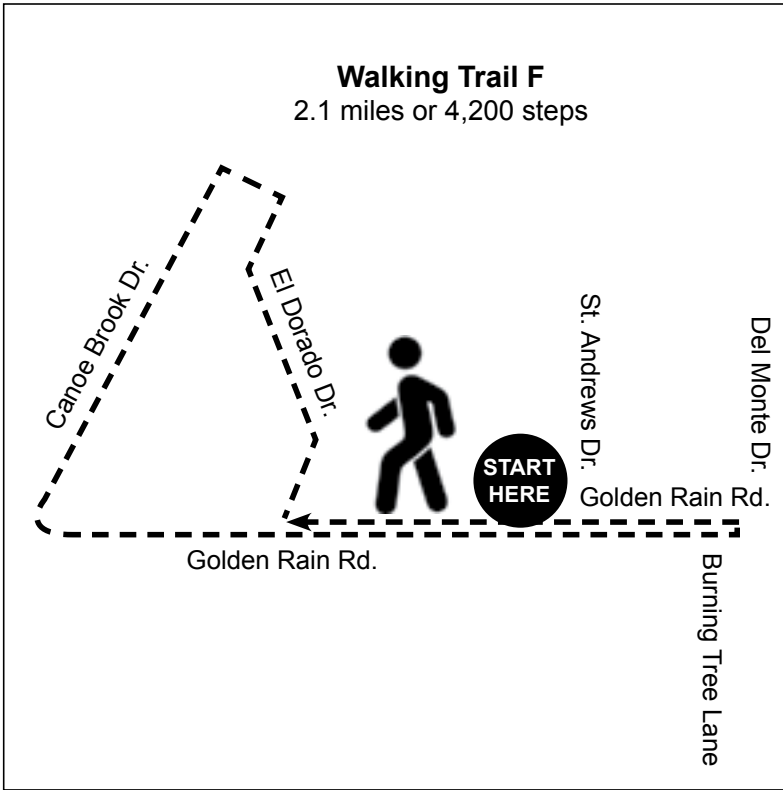 Walking Trail F
2.1 miles or 4,200 steps
Canoe Brook Dr.
El Dorado Dr.
St. Andrews Dr.
Del Monte Dr.
START
HERE
Golden Rain Rd.
Golden Rain Rd.
Burning Tree Lane